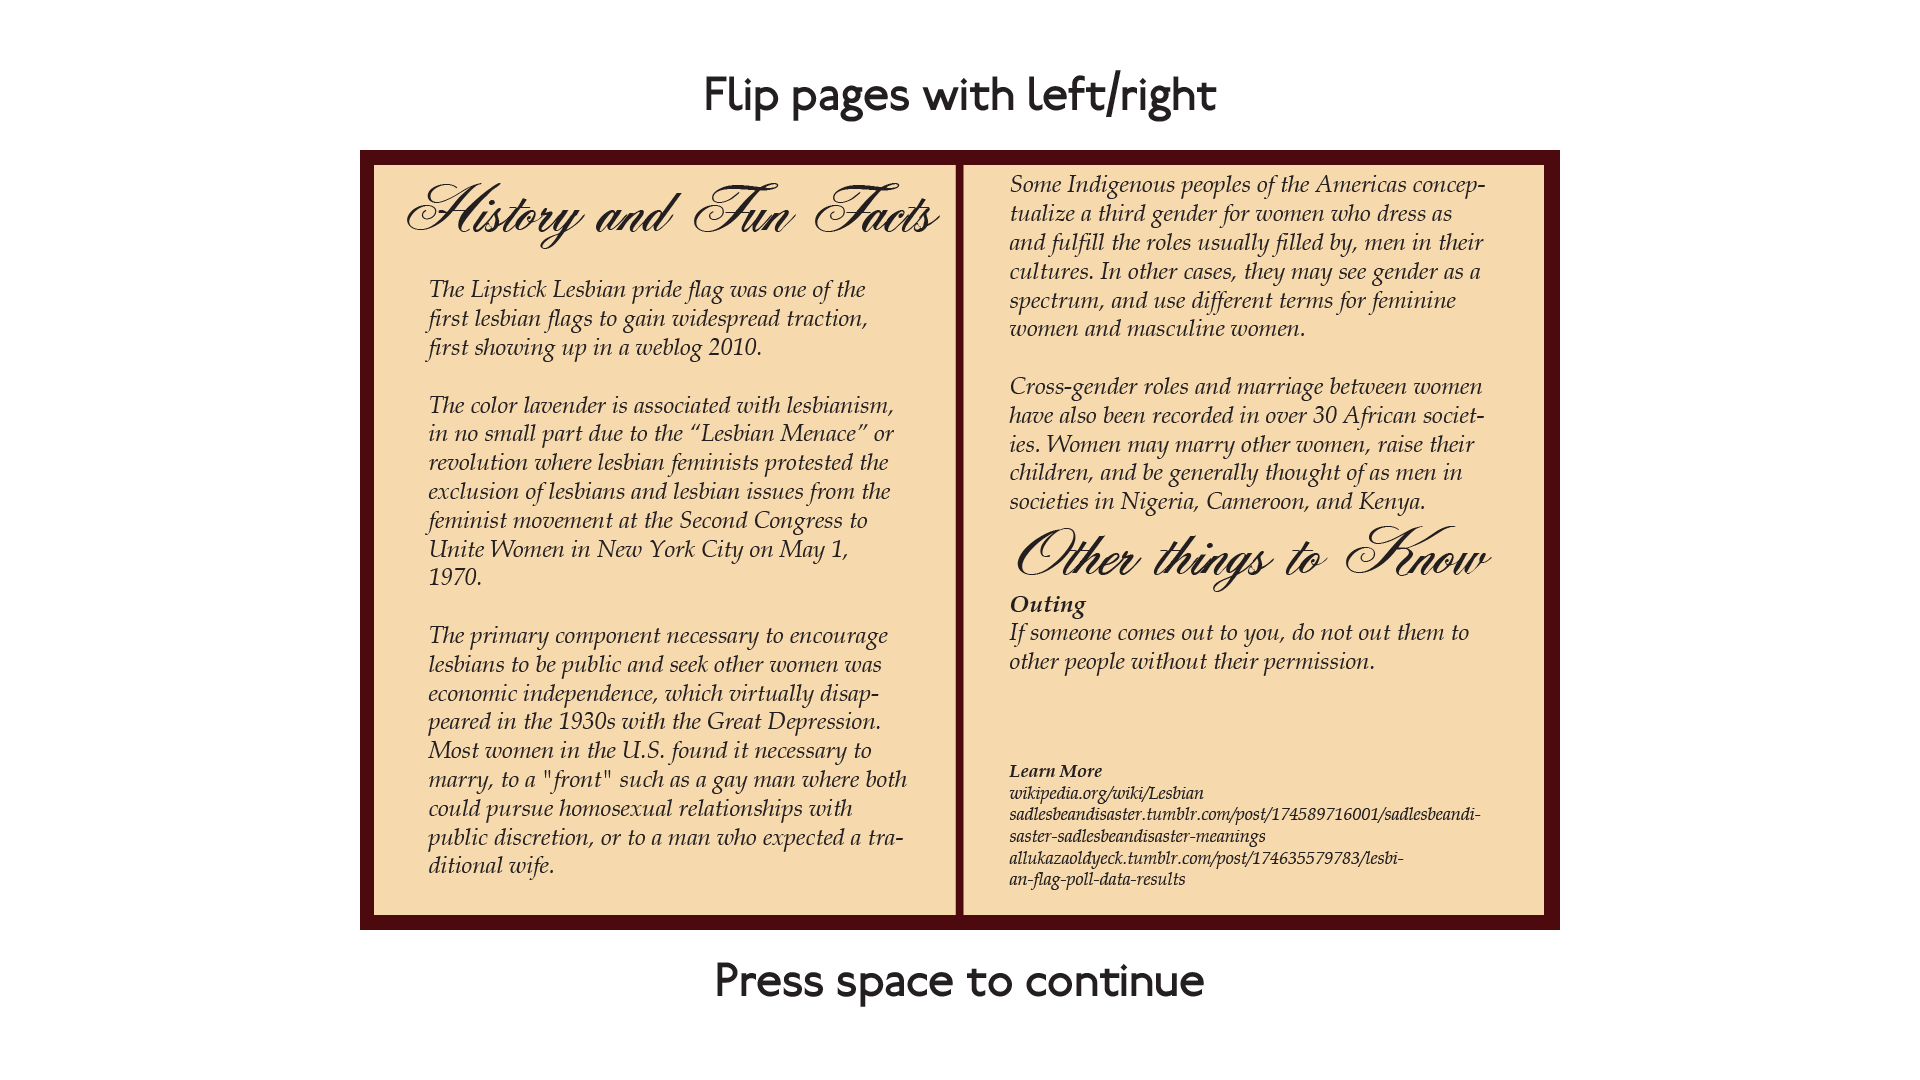 Flip pages with left/right
History and Fun Facts
The Lipstick Lesbian pride flag was one of the
first lesbian flags to gain widespread traction,
first showing up in a weblog 2010.
The color lavender is associated with lesbianism,
in no small part due to the “Lesbian Menace” or
revolution where lesbian feminists protested the
exclusion of lesbians and lesbian issues from the
feminist movement at the Second Congress to
Unite Women in New York City on May 1,
1970.
The primary component necessary to encourage
lesbians to be public and seek other women was
economic independence, which virtually disap-
peared in the 1930s with the Great Depression.
Most women in the U.S. found it necessary to
marry, to a "front" such as a gay man where both
could pursue homosexual relationships with
public discretion, or to a man who expected a tra-
ditional wife.
Some Indigenous peoples of the Americas concep-
tualize a third gender for women who dress as
and fulfill the roles usually filled by, men in their
cultures. In other cases, they may see gender as a
spectrum, and use different terms for feminine
women and masculine women.
Cross-gender roles and marriage between women
have also been recorded in over 30 African societ-
ies. Women may marry other women, raise their
children, and be generally thought of as men in
societies in Nigeria, Cameroon, and Kenya.
Other things to Know
Outing
If someone comes out to you, do not out them to
other people without their permission.
Learn More
wikipedia.org/wiki/Lesbian
sadlesbeandisaster.tumblr.com/post/174589716001/sadlesbeandi-
saster-sadlesbeandisaster-meanings
allukazaoldyeck.tumblr.com/post/174635579783/lesbi-
an-flag-poll-data-results
Press space to continue